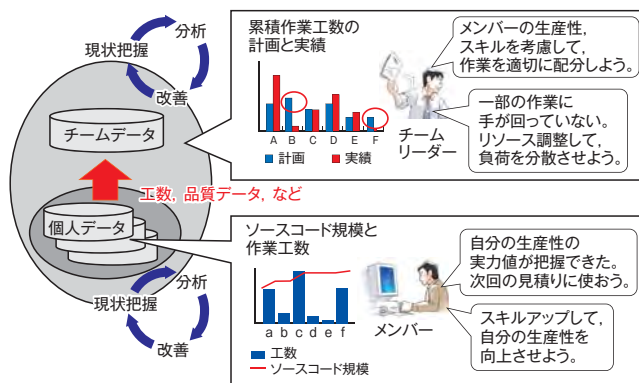 現状把握
分析
改善
チームデータ
工数, 品質データ, など
個人データ
現状把握
分析
改善
累積作業工数の
計画と実績
A B C D E F
計画 実績
チーム
リーダー
メンバーの生産性,
スキルを考慮して,
作業を適切に配分しよう。
一部の作業に
手が回っていない。
リソース調整して,
負荷を分散させよう。
ソースコード規模と
作業工数
a b c d e f
工数
ソースコード規模
メンバー
自分の生産性の
実力値が把握できた。
次回の見積りに使おう。
スキルアップして,
自分の生産性を
向上させよう。